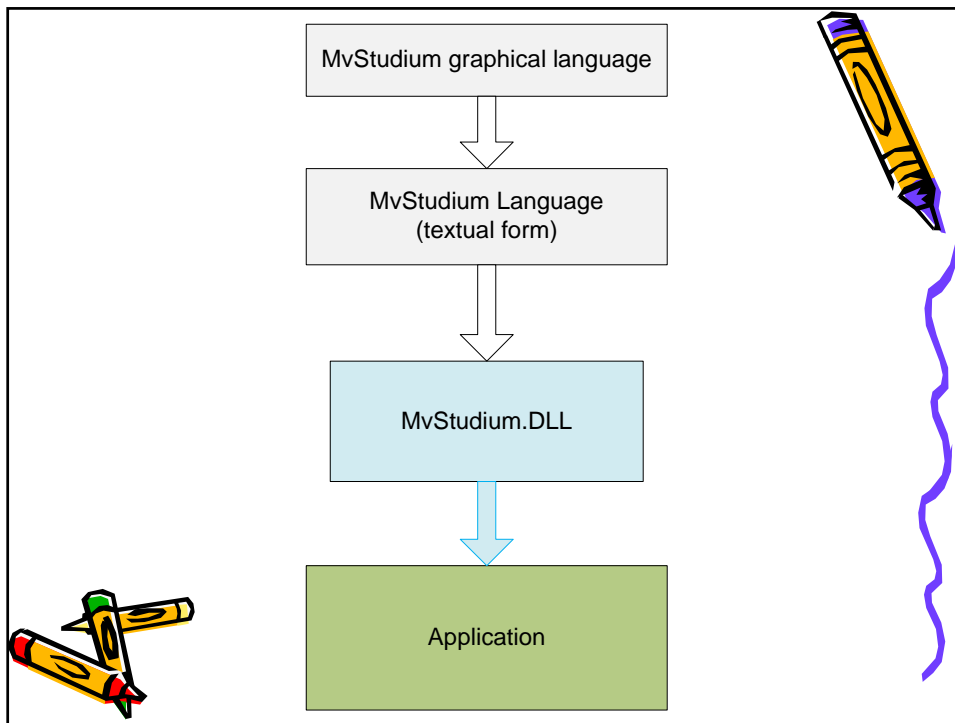 MvStudium graphical language
MvStudium Language
(textual form)
MvStudium.DLL
Application